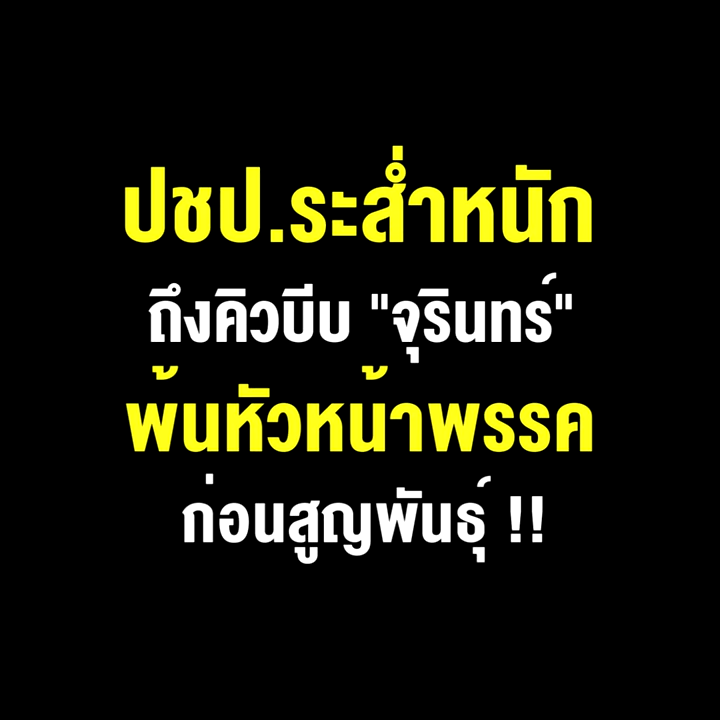 ปชป.ระส่ำหนัก
ถึงคิวบีบ "จุรินทร์"
พ้นหัวหน้าพรรค
ก่อนสูญพันธุ์ !!